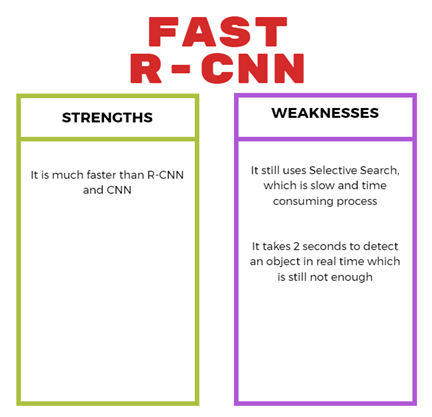 FAST
R-CNN
STRENGTHS
It is much faster than R-CNN
and CNN
WEAKNESSES
It still uses Selective Search,
which is slow and time
consuming process
It takes 2 seconds to detect
an object in real time which
is still not enough